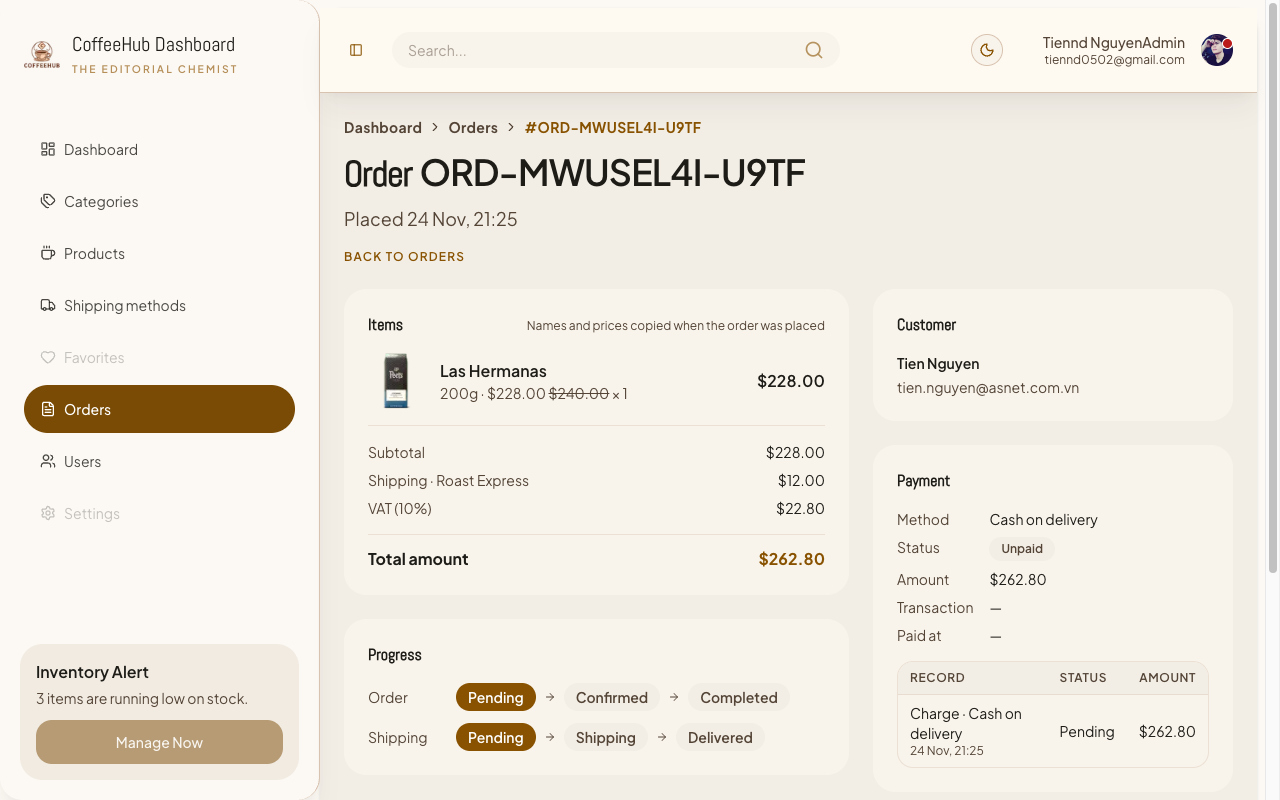 COFFEEHUB
CoffeeHub Dashboard
THE EDITORIAL CHEMIST
Dashboard
Categories
Products
Shipping methods
Favorites
Orders
Users
Settings
Inventory Alert
3 items are running low on stock.
Manage Now
Search...
Tiennd NguyenAdmin
tiennd0502@gmail.com
Dashboard > Orders > #ORD-MWUSEL4I-U9TF
Order ORD-MWUSEL4I-U9TF
Placed 24 Nov, 21:25
BACK TO ORDERS
Items Names and prices copied when the order was placed
Peet's
Las Hermanas
200g · $228.00 $240.00 × 1 $228.00
Subtotal $228.00
Shipping · Roast Express $12.00
VAT (10%) $22.80
Total amount $262.80
Progress
Order Pending → Confirmed → Completed
Shipping Pending → Shipping → Delivered
Customer
Tien Nguyen
tien.nguyen@asnet.com.vn
Payment
Method Cash on delivery
Status Unpaid
Amount $262.80
Transaction —
Paid at —
RECORD STATUS AMOUNT
Charge · Cash on
delivery
24 Nov, 21:25
Pending $262.80